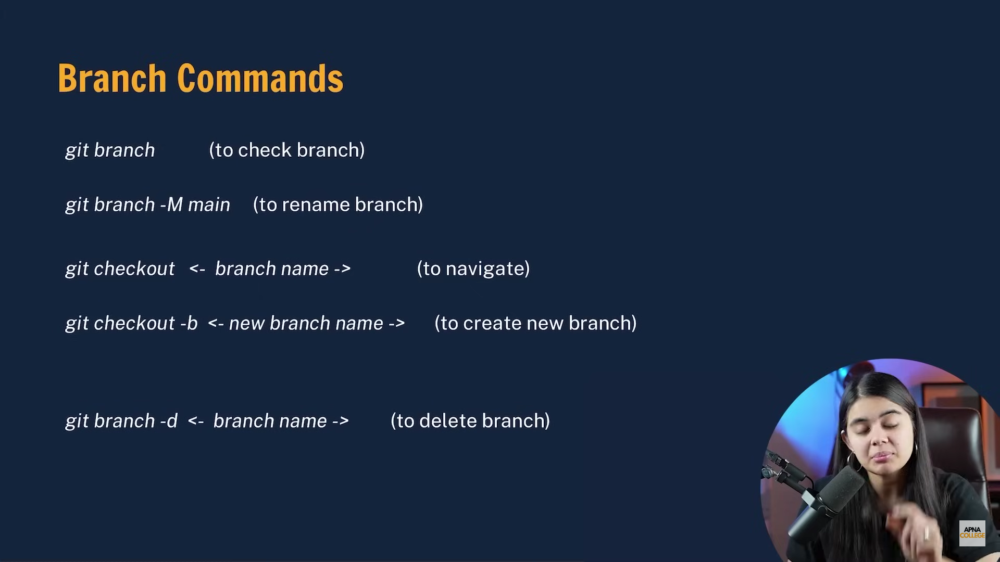 Branch Commands
git branch (to check branch)
git branch -M main (to rename branch)
git checkout <- branch name -> (to navigate)
git checkout -b <- new branch name -> (to create new branch)
git branch -d <- branch name -> (to delete branch)
APNA
COLLEGE